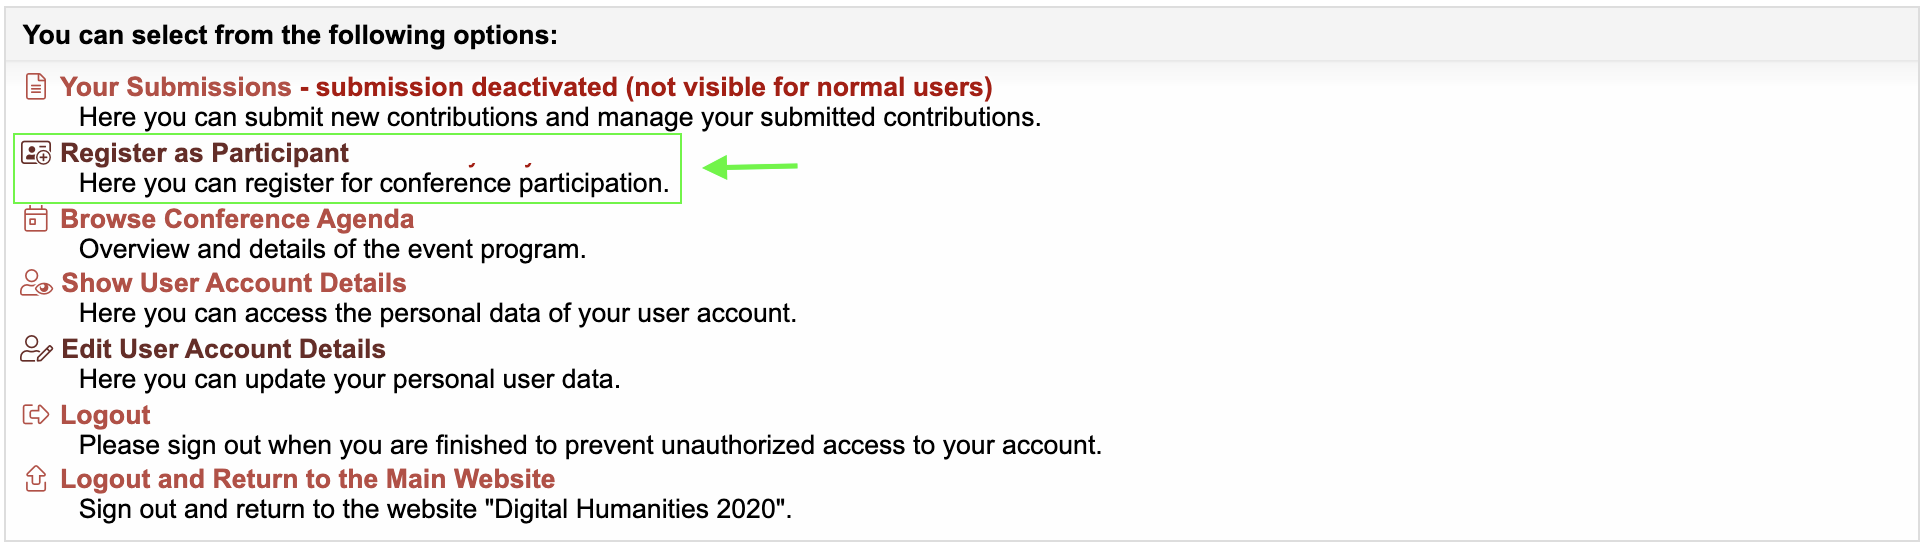 You can select from the following options:
Your Submissions - submission deactivated (not visible for normal users)
Here you can submit new contributions and manage your submitted contributions.
Register as Participant
Here you can register for conference participation.
Browse Conference Agenda
Overview and details of the event program.
Show User Account Details
Here you can access the personal data of your user account.
Edit User Account Details
Here you can update your personal user data.
Logout
Please sign out when you are finished to prevent unauthorized access to your account.
Logout and Return to the Main Website
Sign out and return to the website "Digital Humanities 2020".